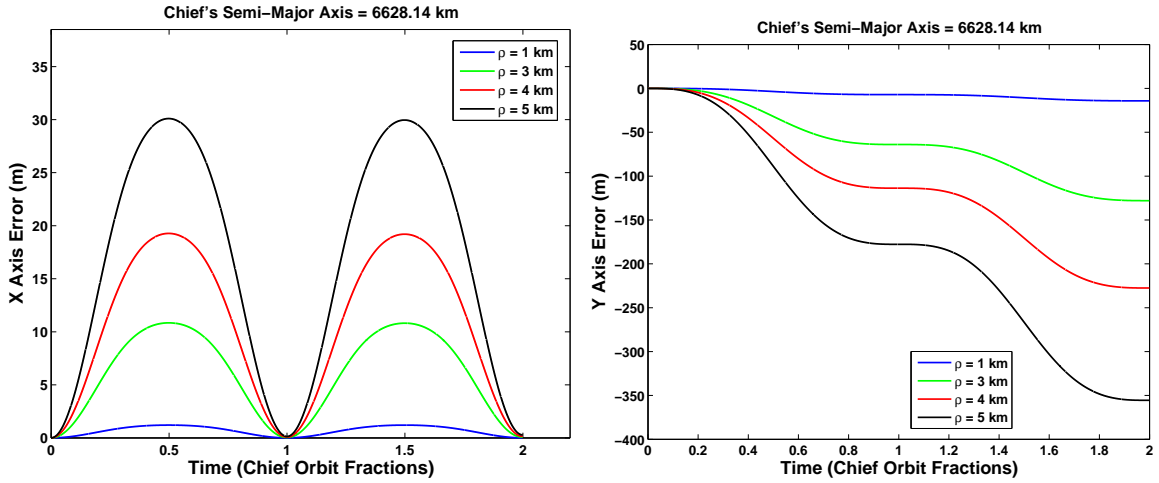 Chief's Semi−Major Axis = 6628.14 km
35
30
25
20
15
10
5
0
X Axis Error (m)
ρ = 1 km
ρ = 3 km
ρ = 4 km
ρ = 5 km
0 0.5 1 1.5 2
Time (Chief Orbit Fractions)
Chief's Semi−Major Axis = 6628.14 km
50
0
−50
−100
−150
−200
−250
−300
−350
−400
Y Axis Error (m)
ρ = 1 km
ρ = 3 km
ρ = 4 km
ρ = 5 km
0 0.2 0.4 0.6 0.8 1 1.2 1.4 1.6 1.8 2
Time (Chief Orbit Fractions)